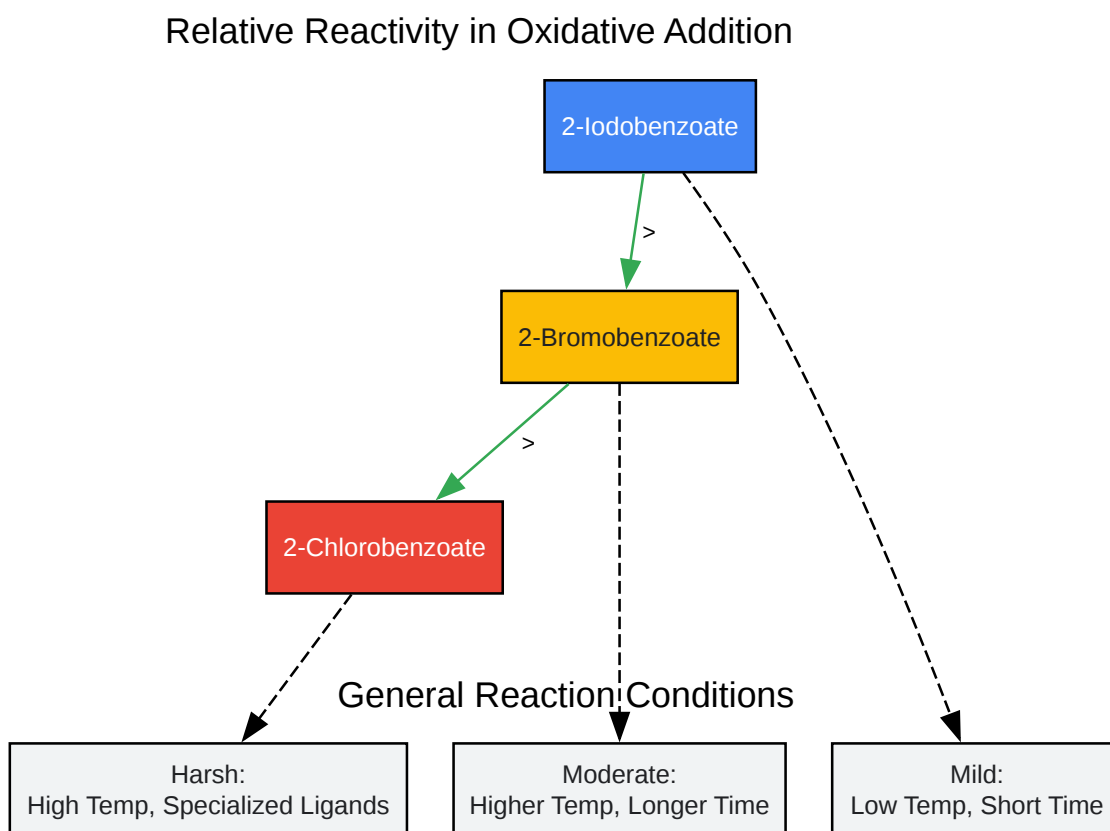 Relative Reactivity in Oxidative Addition
2-Iodobenzoate
>
2-Bromobenzoate
>
2-Chlorobenzoate
General Reaction Conditions
Harsh:
High Temp, Specialized Ligands
Moderate:
Higher Temp, Longer Time
Mild:
Low Temp, Short Time